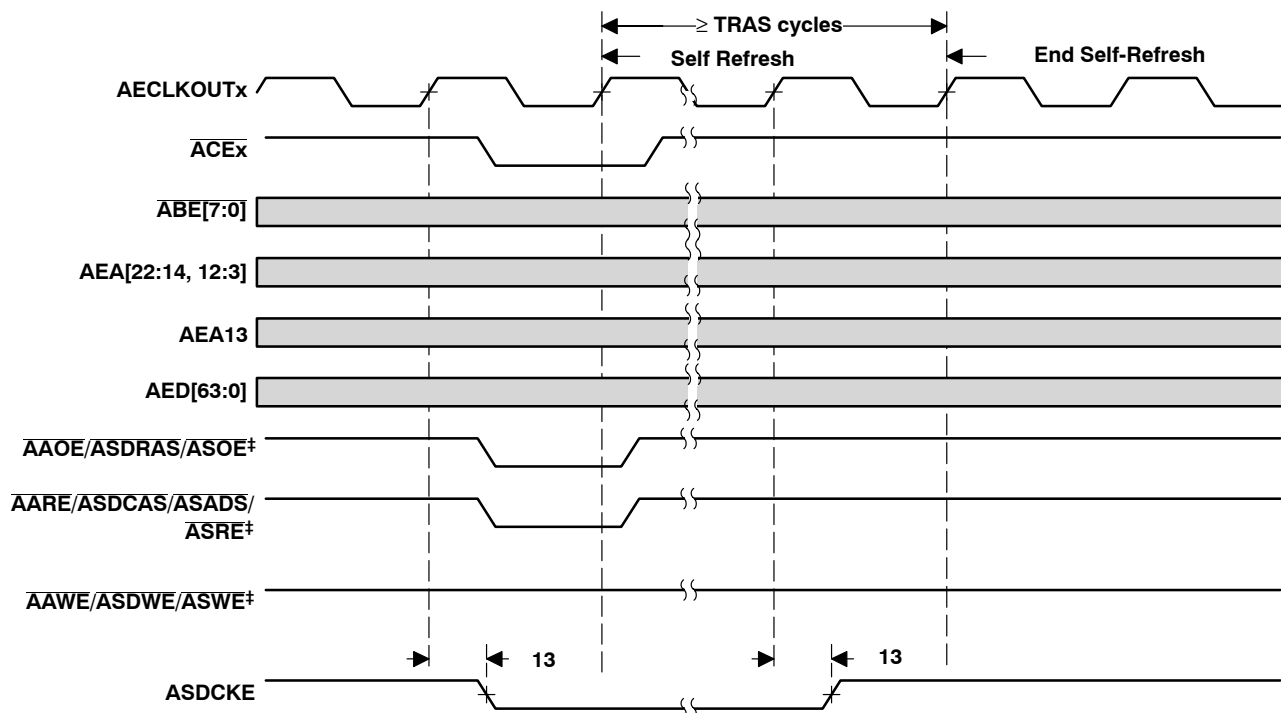 ≥ TRAS cycles
Self Refresh
End Self-Refresh
AECLKOUTx
ACEx
ABE[7:0]
AEA[22:14, 12:3]
AEA13
AED[63:0]
AAOE/ASDRAS/ASOE‡
AARE/ASDCAS/ASADS/
ASRE‡
AAWE/ASDWE/ASWE‡
13
13
ASDCKE